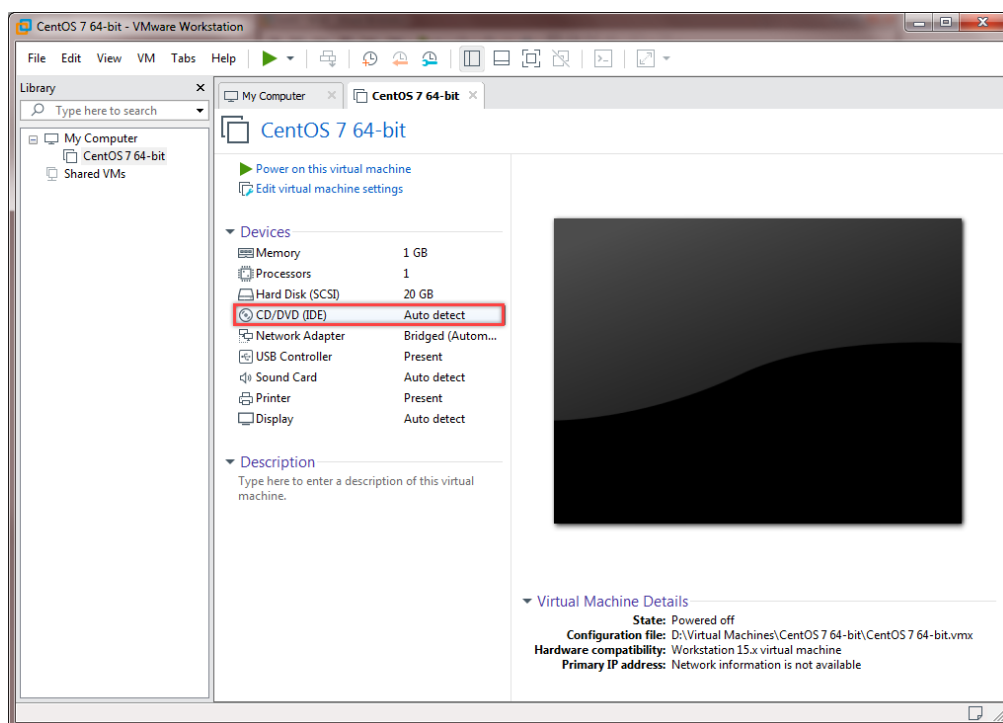 CentOS 7 64-bit - VMware Workstation
File Edit View VM Tabs Help
Library
Type here to search
My Computer
CentOS 7 64-bit
Shared VMs
My Computer
CentOS 7 64-bit
CentOS 7 64-bit
Power on this virtual machine
Edit virtual machine settings
Devices
Memory 1 GB
Processors 1
Hard Disk (SCSI) 20 GB
CD/DVD (IDE) Auto detect
Network Adapter Bridged (Autom...
USB Controller Present
Sound Card Auto detect
Printer Present
Display Auto detect
Description
Type here to enter a description of this virtual
machine.
Virtual Machine Details
State: Powered off
Configuration file: D:\Virtual Machines\CentOS 7 64-bit\CentOS 7 64-bit.vmx
Hardware compatibility: Workstation 15.x virtual machine
Primary IP address: Network information is not available